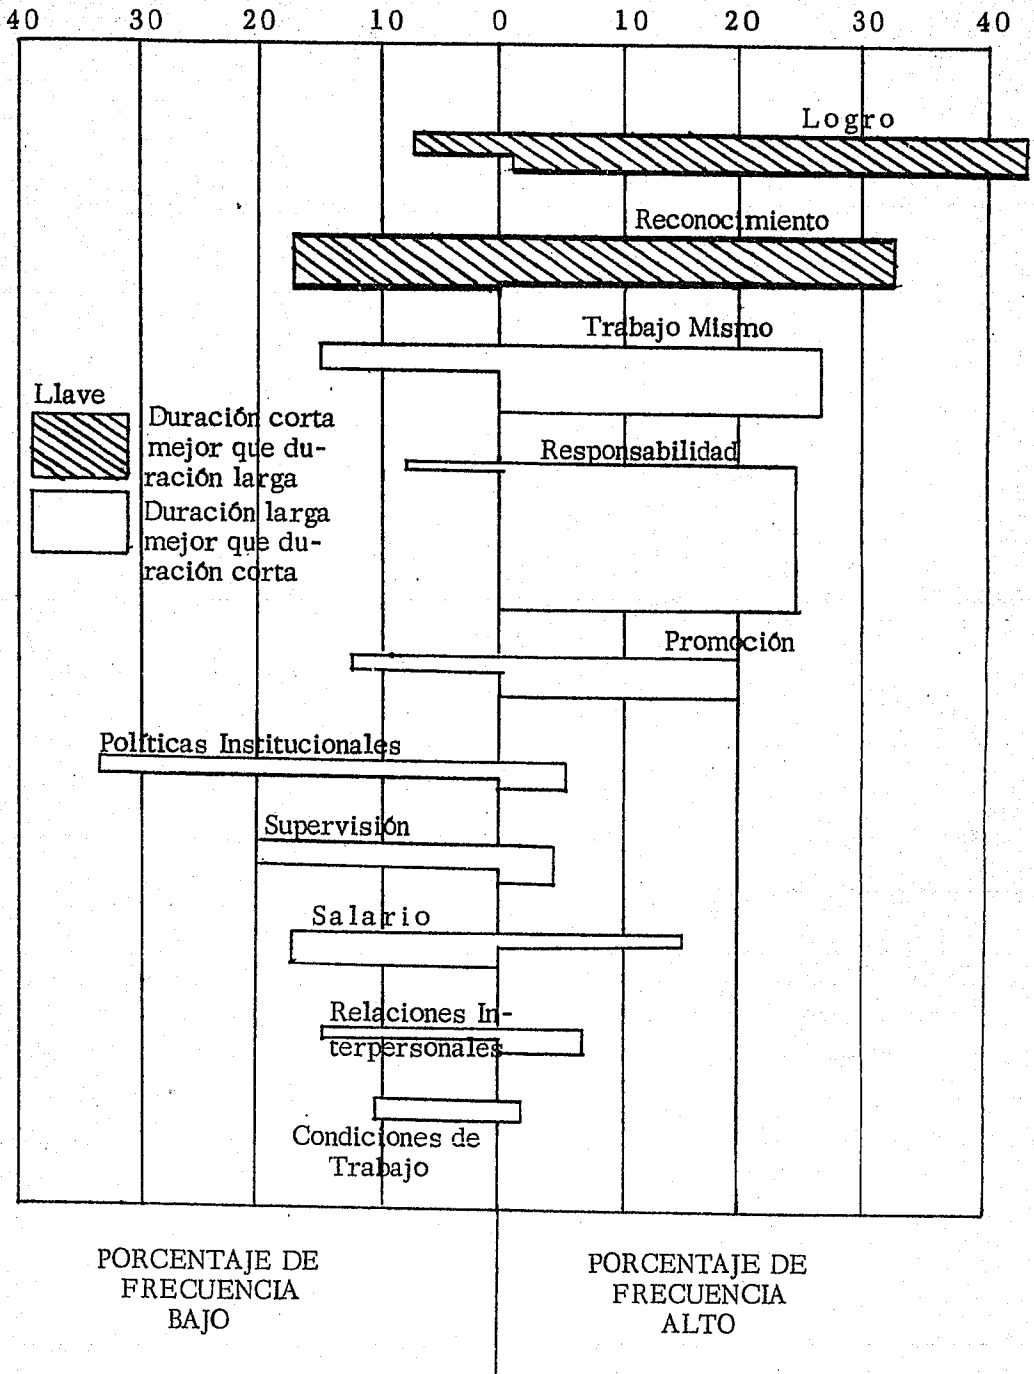 40 30 20 10 0 10 20 30 40
Logro
Reconocimiento
Trabajo Mismo
Llave
Duración corta
mejor que du-
ración larga
Duración larga
mejor que du-
ración corta
Responsabilidad
Promoción
Políticas Institucionales
Supervisión
Salario
Relaciones In-
terpersonales
Condiciones de
Trabajo
PORCENTAJE DE
FRECUENCIA
BAJO
PORCENTAJE DE
FRECUENCIA
ALTO